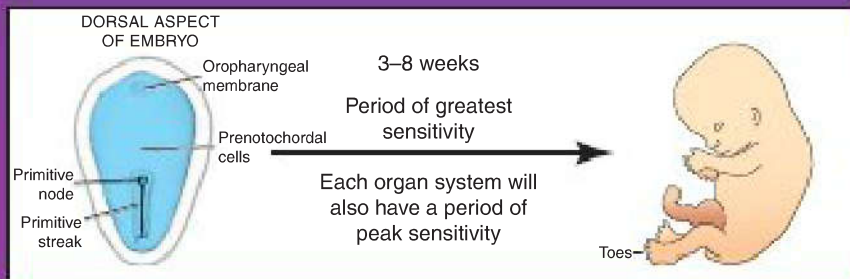 DORSAL ASPECT
OF EMBRYO
Oropharyngeal
membrane
Prenotochordal
cells
Primitive
node
Primitive
streak
3–8 weeks
Period of greatest
sensitivity
Each organ system will
also have a period of
peak sensitivity
Toes